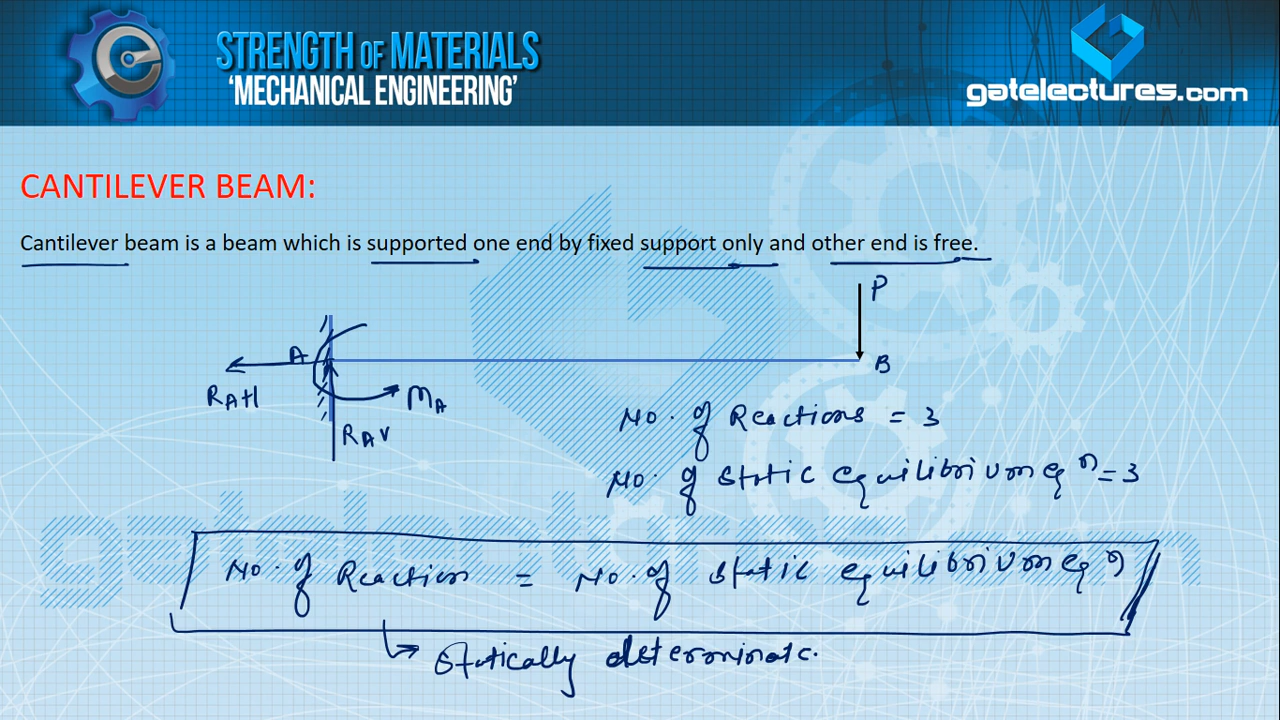 STRENGTH OF MATERIALS
'MECHANICAL ENGINEERING'
gatelectures.com
CANTILEVER BEAM:
Cantilever beam is a beam which is supported one end by fixed support only and other end is free.
P
A
B
RAH
MA
RAV
No. of Reactions = 3
No. of static equilibrium eqn = 3
No. of Reaction = No. of static equilibrium eqn
Statically determinate.